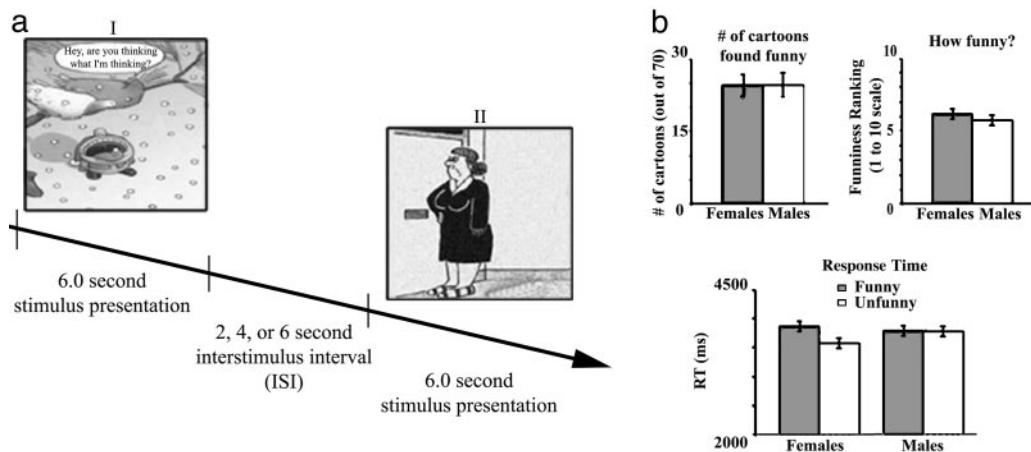 a
I
Hey, are you thinking
what I'm thinking?
II
6.0 second
stimulus presentation
2, 4, or 6 second
interstimulus interval
(ISI)
6.0 second
stimulus presentation
b
# of cartoons
found funny
# of cartoons (out of 70)
30
15
0
Females Males
How funny?
Funniness Ranking
(1 to 10 scale)
10
5
0
Females Males
Response Time
Funny
Unfunny
RT (ms)
4500
2000
Females
Males